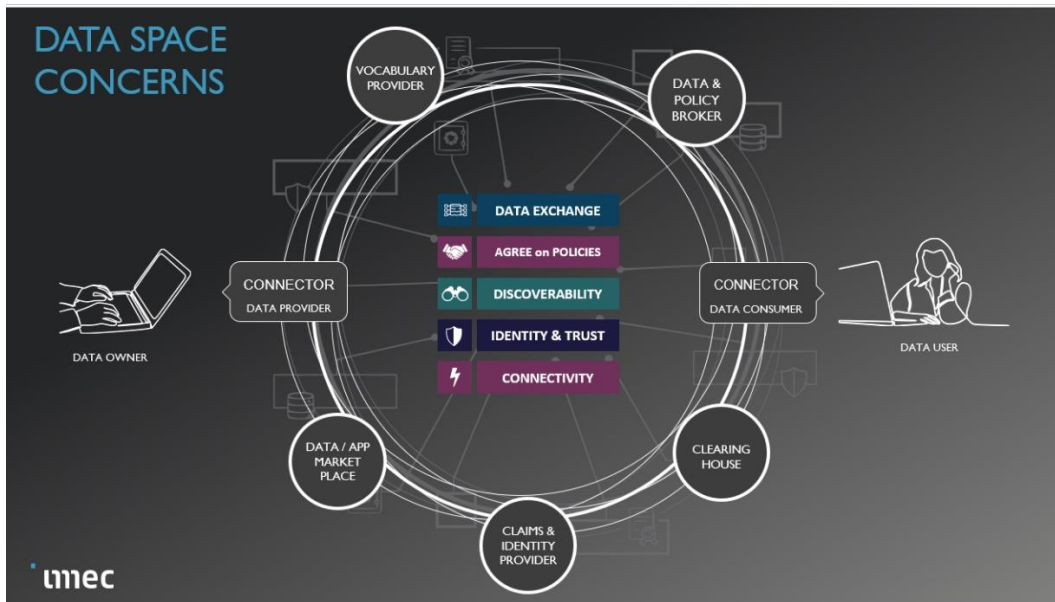 DATA SPACE
CONCERNS
VOCABULARY
PROVIDER
DATA &
POLICY
BROKER
DATA EXCHANGE
AGREE on POLICIES
DISCOVERABILITY
IDENTITY & TRUST
CONNECTIVITY
CONNECTOR
DATA PROVIDER
CONNECTOR
DATA CONSUMER
DATA OWNER
DATA USER
DATA / APP
MARKET
PLACE
CLEARING
HOUSE
CLAIMS &
IDENTITY
PROVIDER
imec